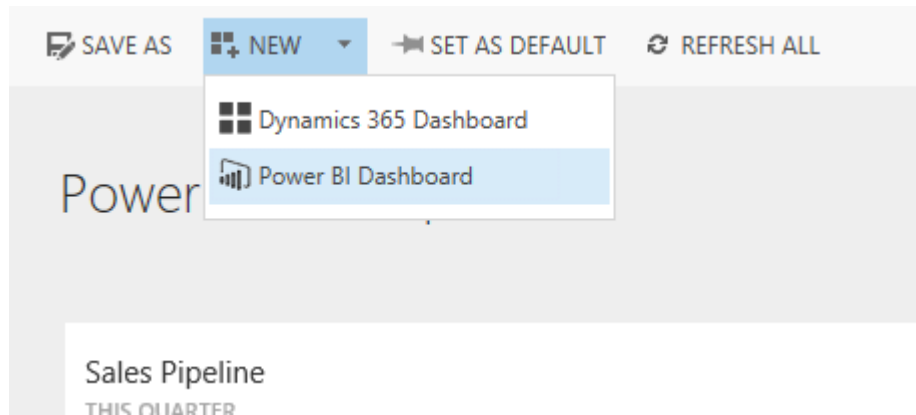 SAVE AS NEW SET AS DEFAULT REFRESH ALL
Dynamics 365 Dashboard
Power BI Dashboard
Power
Sales Pipeline
THIS QUARTER